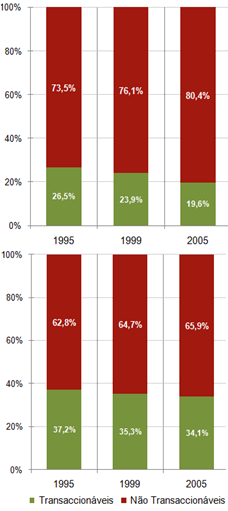 100%
80%
60%
40%
20%
0%
73,5% 76,1% 80,4%
26,5% 23,9% 19,6%
1995 1999 2005
100%
80%
60%
40%
20%
0%
62,8% 64,7% 65,9%
37,2% 35,3% 34,1%
1995 1999 2005
Transaccionáveis Não Transaccionáveis